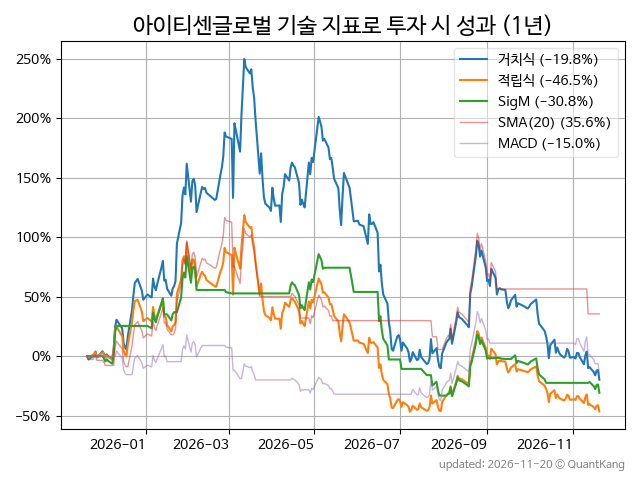 아이티센글로벌 기술 지표로 투자 시 성과 (1년)
250%
200%
150%
100%
50%
0%
−50%
거치식 (−19.8%)
적립식 (−46.5%)
SigM (−30.8%)
SMA(20) (35.6%)
MACD (−15.0%)
2026−01
2026−03
2026−05
2026−07
2026−09
2026−11
updated: 2026−11−20 © QuantKang